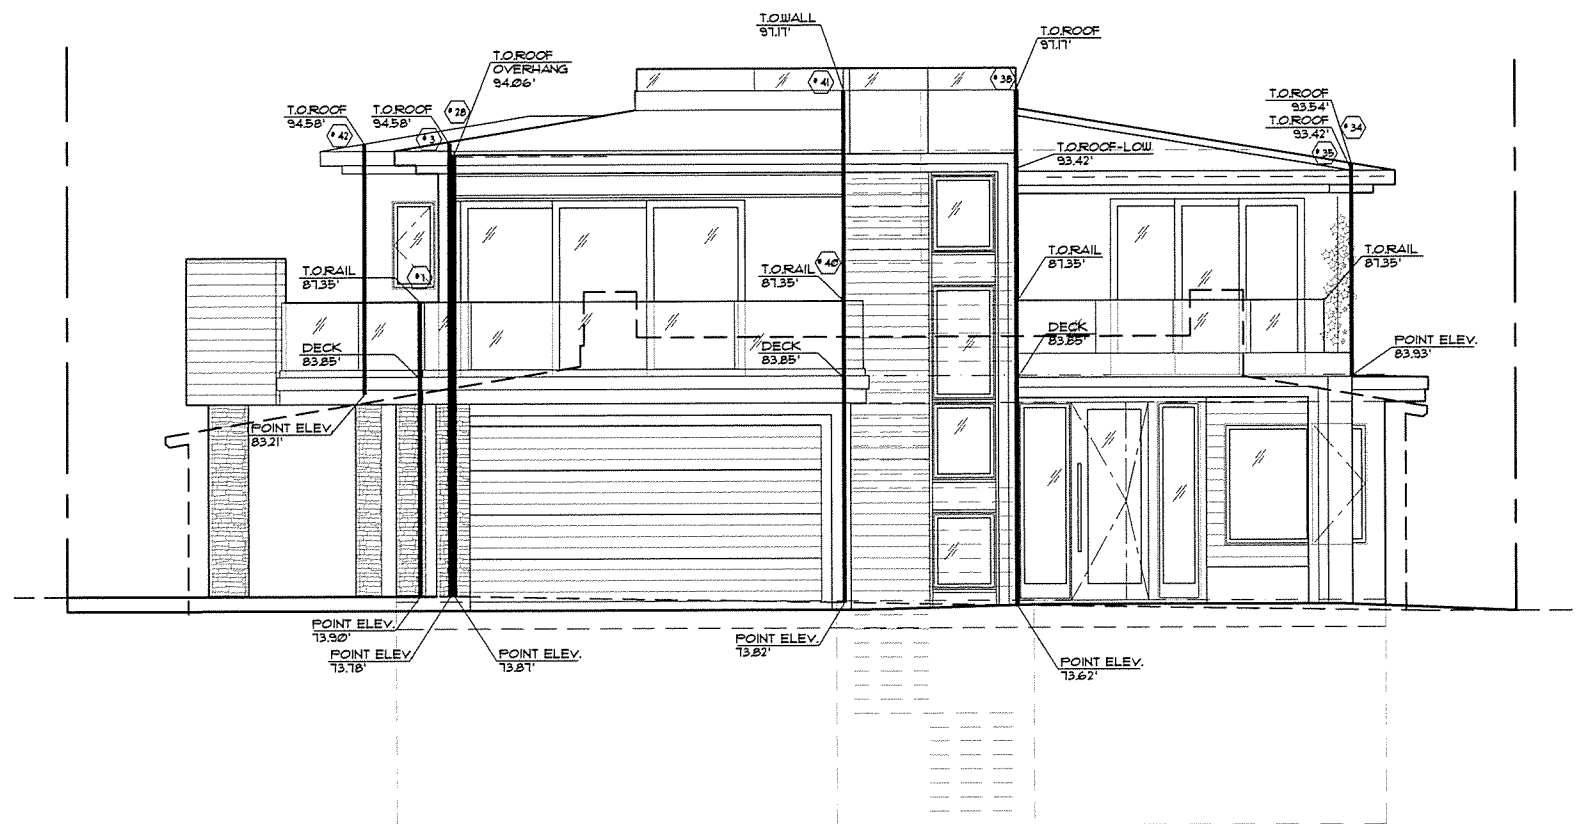 T.O.WALL
97.17'
T.O.ROOF
97.17'
T.O.ROOF
OVERHANG
94.06'
#41
#38
T.O.ROOF
94.58'
T.O.ROOF
94.58'
#28
#42
#3
T.O.ROOF
93.54'
T.O.ROOF
93.42'
#34
#35
T.O.ROOF-LOW
93.42'
T.O.RAIL
87.35'
#1
T.O.RAIL
87.35'
#40
T.O.RAIL
87.35'
T.O.RAIL
87.35'
DECK
83.85'
DECK
83.85'
DECK
83.85'
POINT ELEV.
83.93'
POINT ELEV.
83.21'
POINT ELEV.
73.90'
POINT ELEV.
73.78'
POINT ELEV.
73.87'
POINT ELEV.
73.82'
POINT ELEV.
73.62'